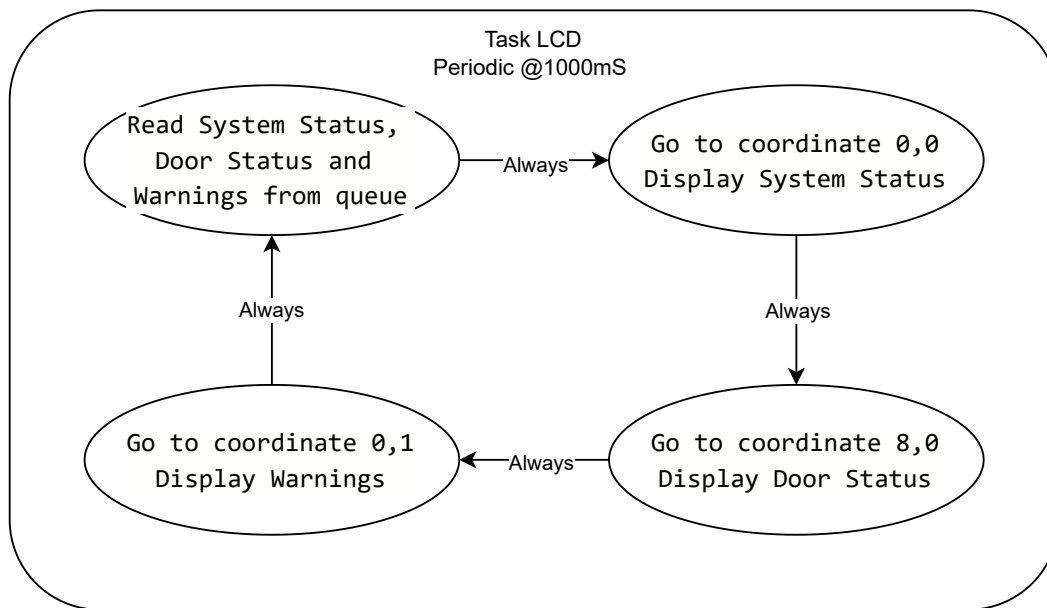 Task LCD
Periodic @1000mS
Read System Status,
Door Status and
Warnings from queue
Always
Go to coordinate 0,0
Display System Status
Always
Always
Go to coordinate 0,1
Display Warnings
Always
Go to coordinate 8,0
Display Door Status